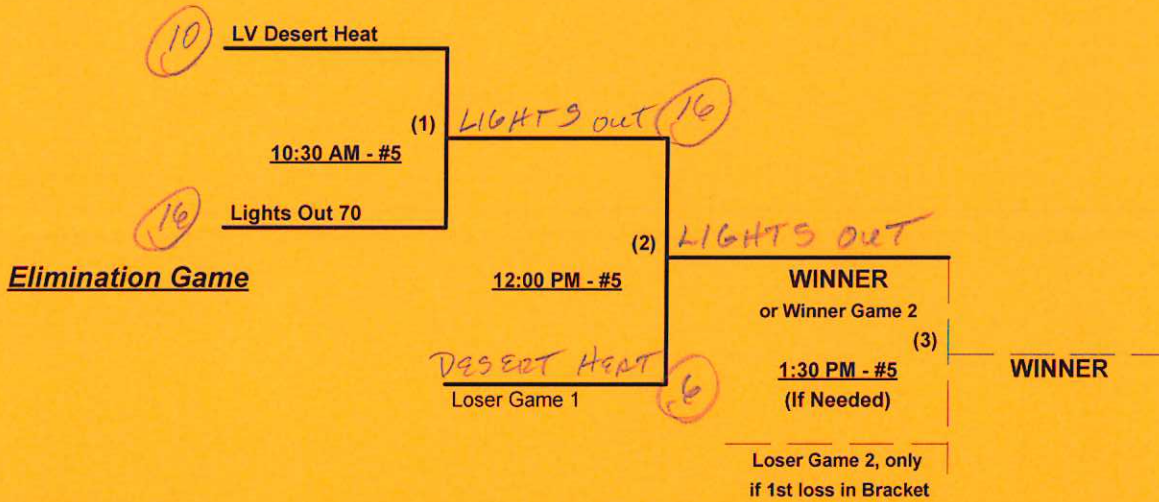 10
LV Desert Heat
(1)
LIGHTS OUT
16
10:30 AM - #5
16
Lights Out 70
Elimination Game
(2)
LIGHTS OUT
12:00 PM - #5
WINNER
or Winner Game 2
(3)
DESERT HEAT
Loser Game 1
6
1:30 PM - #5
(If Needed)
WINNER
Loser Game 2, only
if 1st loss in Bracket